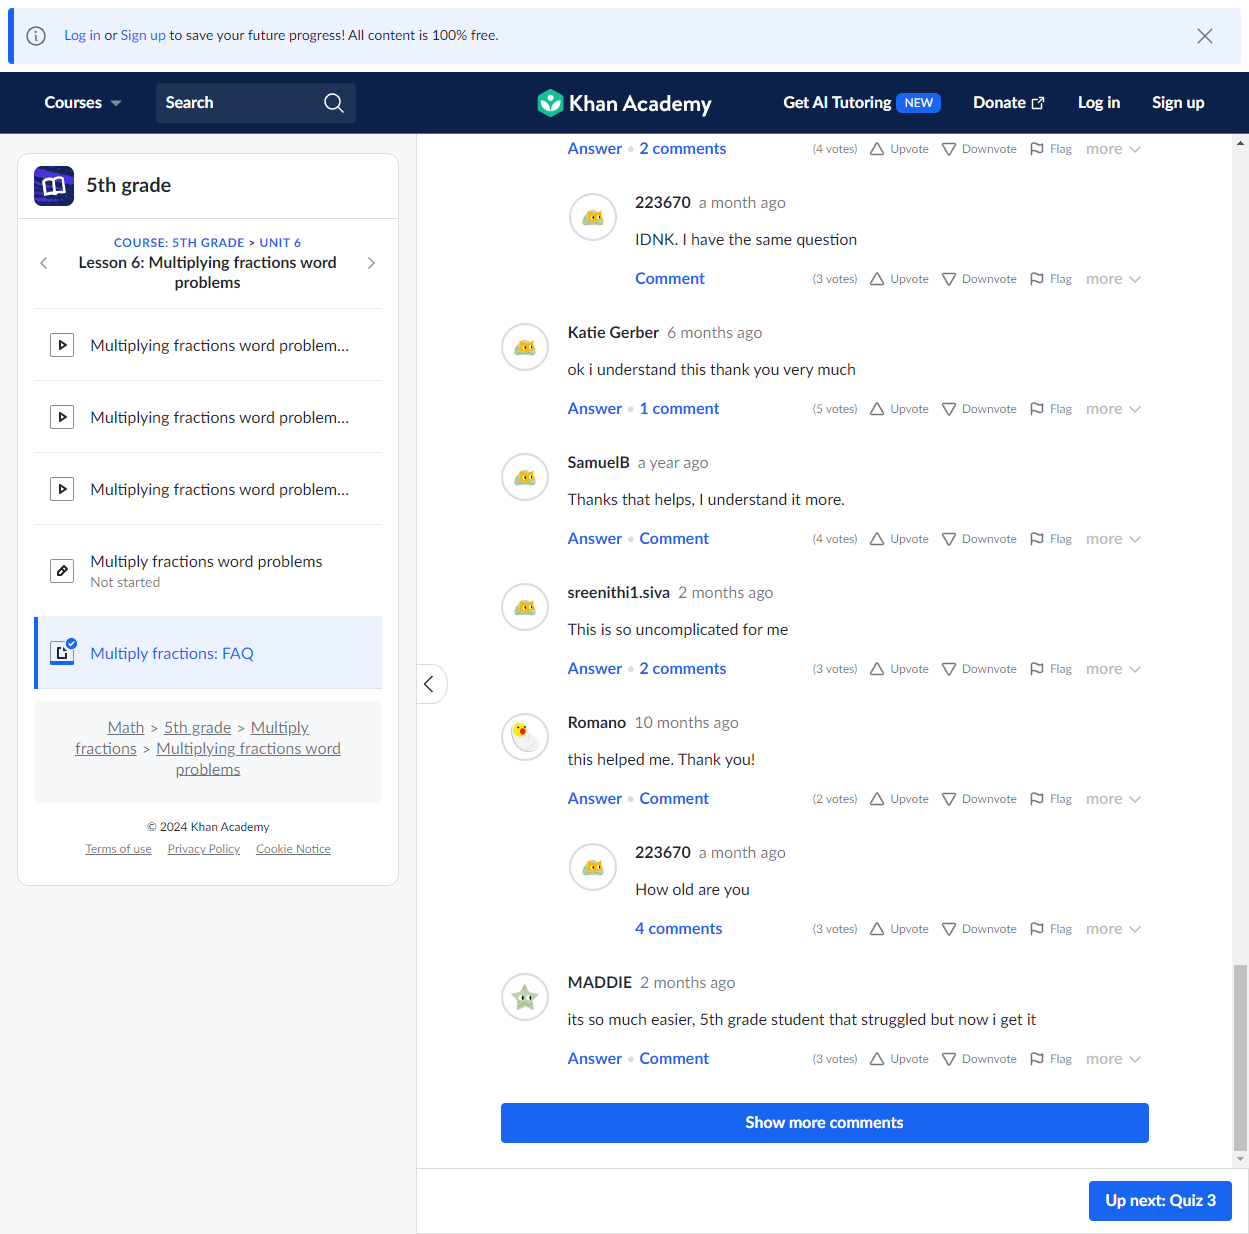 Log in or Sign up to save your future progress! All content is 100% free.
Courses
Search
Khan Academy
Get AI Tutoring NEW
Donate
Log in
Sign up
5th grade
COURSE: 5TH GRADE > UNIT 6
Lesson 6: Multiplying fractions word
problems
Multiplying fractions word problem...
Multiplying fractions word problem...
Multiplying fractions word problem...
Multiply fractions word problems
Not started
Multiply fractions: FAQ
Math > 5th grade > Multiply
fractions > Multiplying fractions word
problems
© 2024 Khan Academy
Terms of use Privacy Policy Cookie Notice
Answer • 2 comments (4 votes) Upvote Downvote Flag more
223670 a month ago
IDNK. I have the same question
Comment (3 votes) Upvote Downvote Flag more
Katie Gerber 6 months ago
ok i understand this thank you very much
Answer • 1 comment (5 votes) Upvote Downvote Flag more
SamuelB a year ago
Thanks that helps, I understand it more.
Answer • Comment (4 votes) Upvote Downvote Flag more
sreenithi1.siva 2 months ago
This is so uncomplicated for me
Answer • 2 comments (3 votes) Upvote Downvote Flag more
Romano 10 months ago
this helped me. Thank you!
Answer • Comment (2 votes) Upvote Downvote Flag more
223670 a month ago
How old are you
4 comments (3 votes) Upvote Downvote Flag more
MADDIE 2 months ago
its so much easier, 5th grade student that struggled but now i get it
Answer • Comment (3 votes) Upvote Downvote Flag more
Show more comments
Up next: Quiz 3